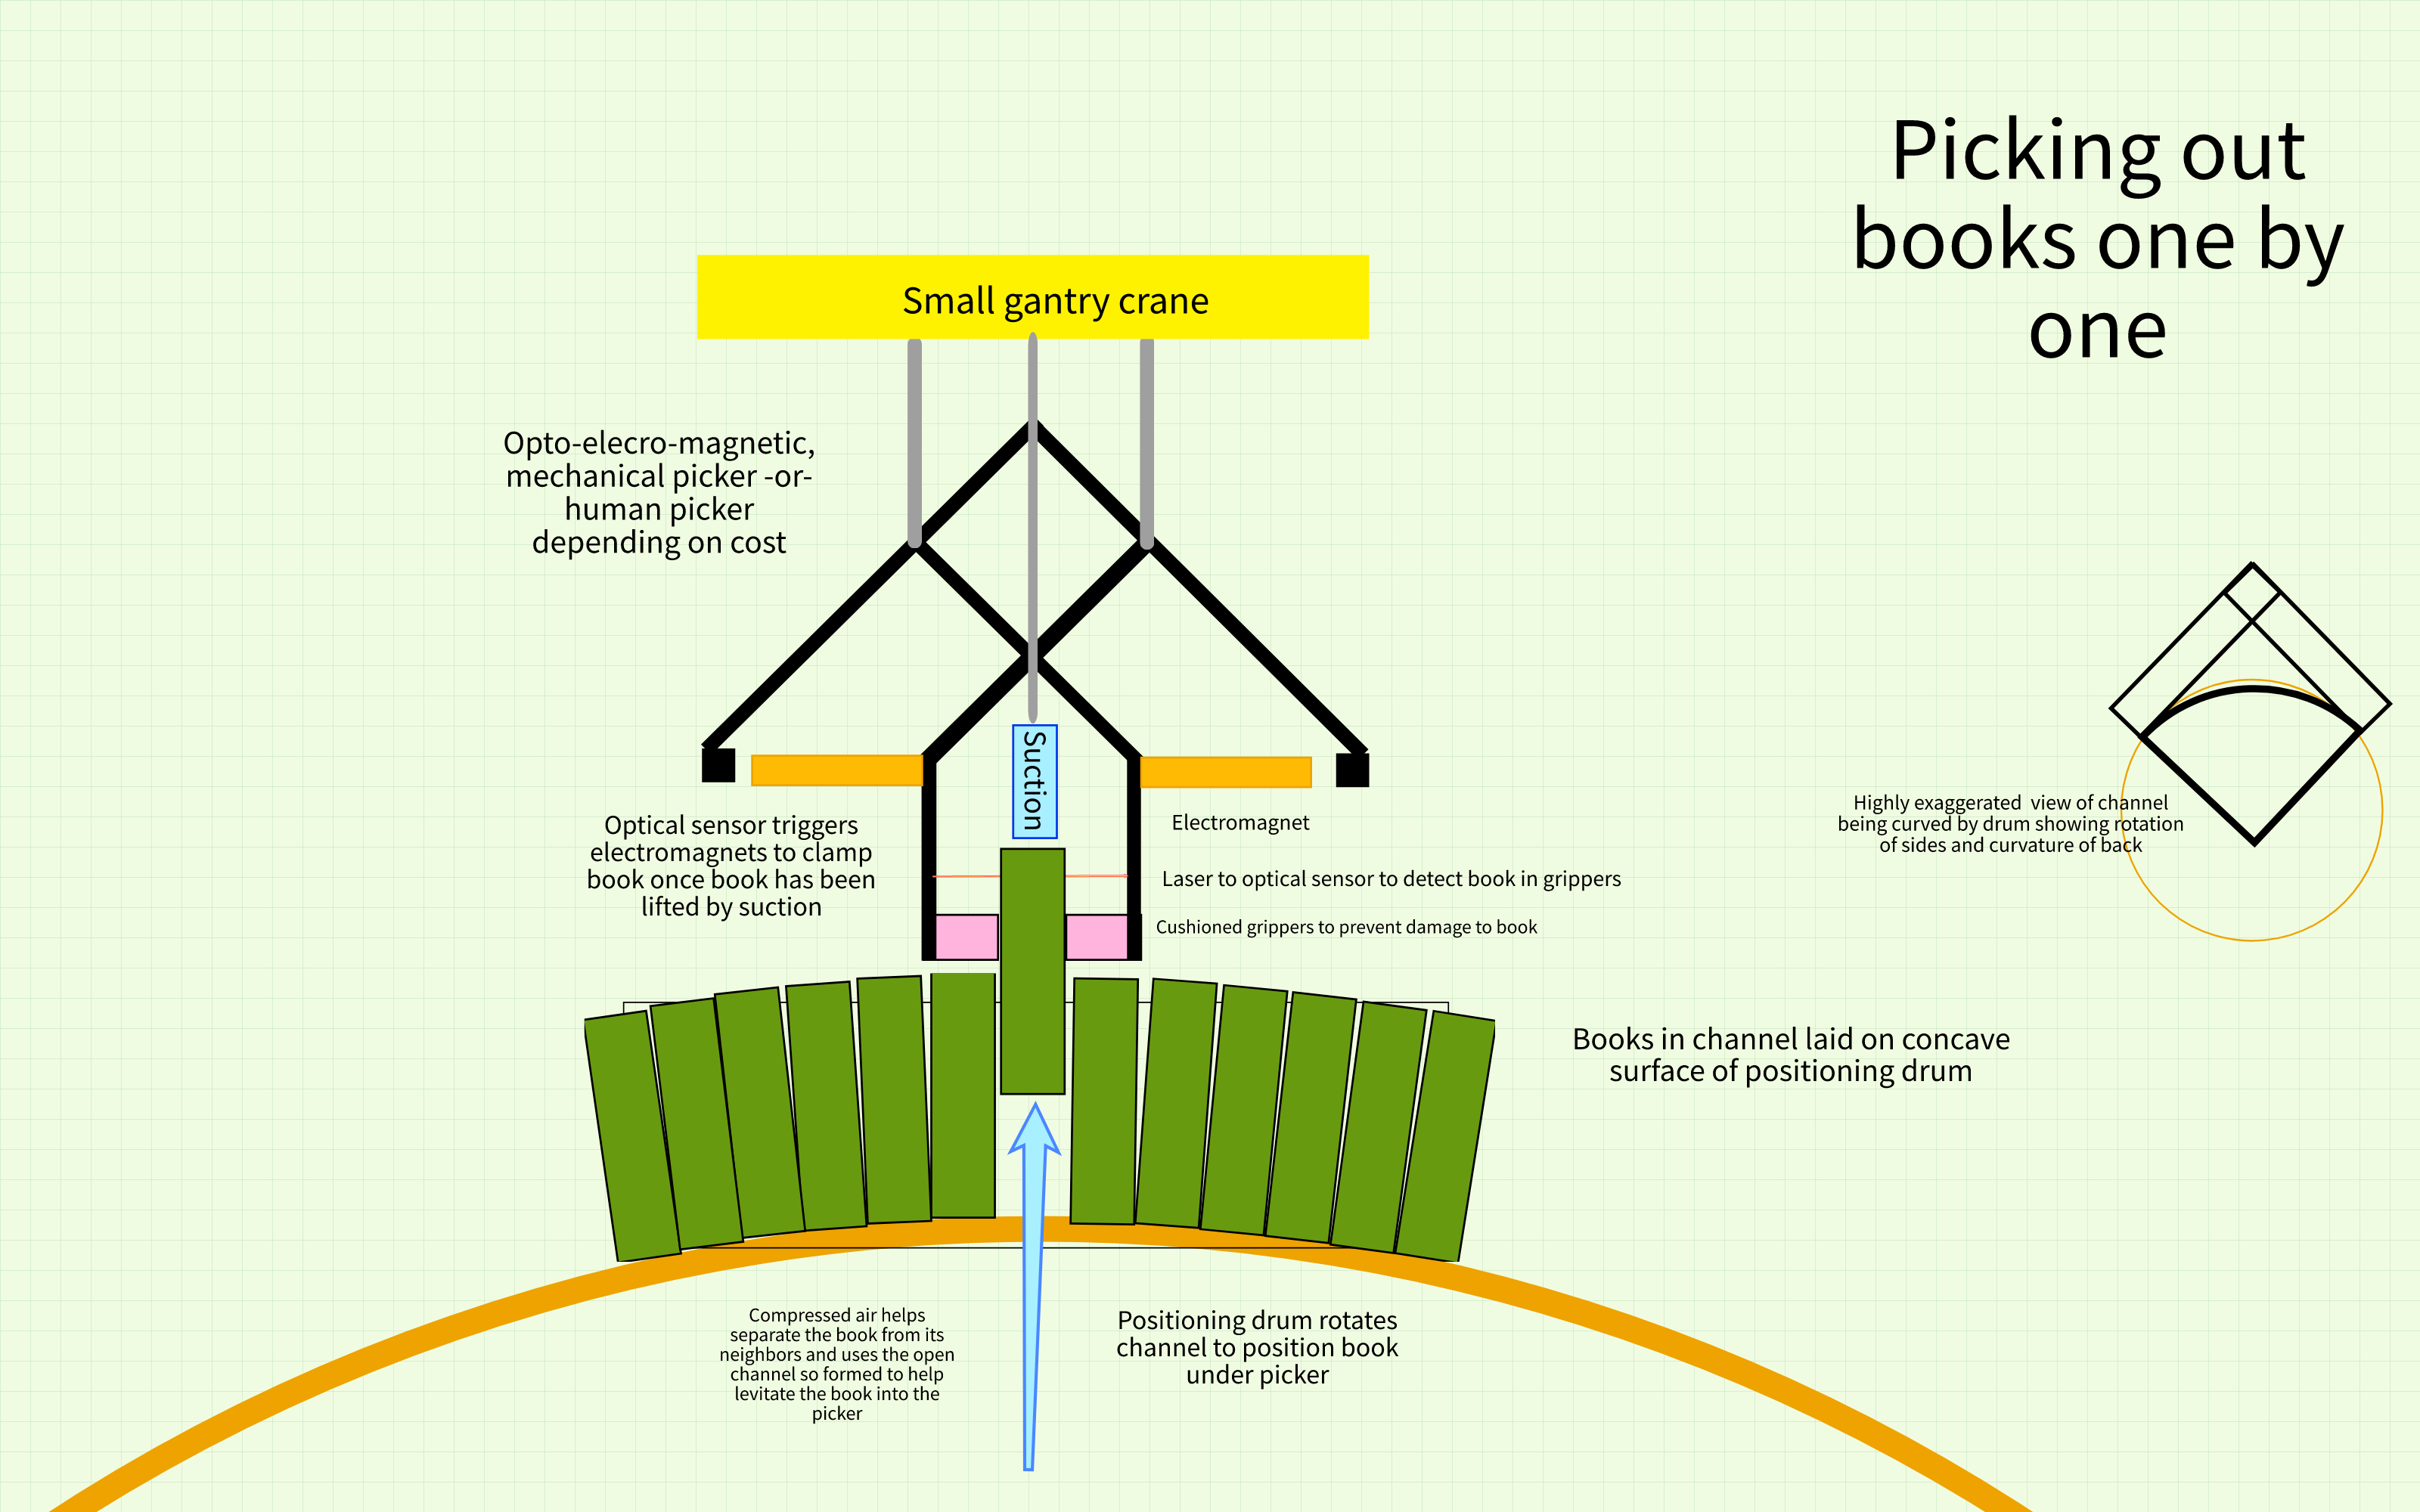 Picking out
books one by
one
Small gantry crane
Opto-elecro-magnetic,
mechanical picker -or-
human picker
depending on cost
Suction
Optical sensor triggers
electromagnets to clamp
book once book has been
lifted by suction
Electromagnet
Laser to optical sensor to detect book in grippers
Cushioned grippers to prevent damage to book
Highly exaggerated  view of channel
being curved by drum showing rotation
of sides and curvature of back
Books in channel laid on concave
surface of positioning drum
Compressed air helps
separate the book from its
neighbors and uses the open
channel so formed to help
levitate the book into the
picker
Positioning drum rotates
channel to position book
under picker